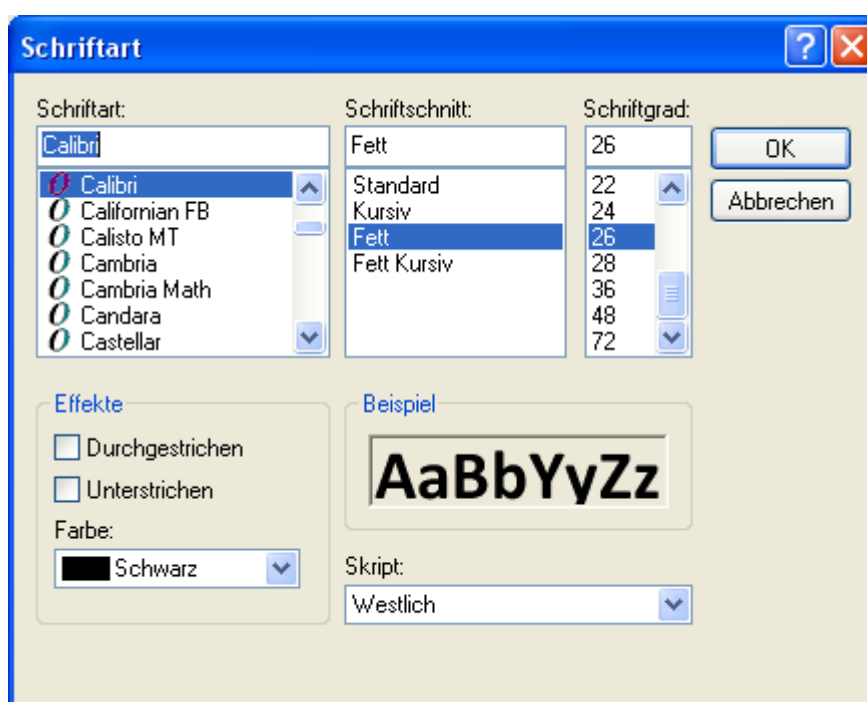 Schriftart
Schriftart:
Calibri
Calibri
Californian FB
Calisto MT
Cambria
Cambria Math
Candara
Castellar
Schriftschnitt:
Fett
Standard
Kursiv
Fett
Fett Kursiv
Schriftgrad:
26
22
24
26
28
36
48
72
OK
Abbrechen
Effekte
Durchgestrichen
Unterstrichen
Farbe:
Schwarz
Beispiel
AaBbYyZz
Skript:
Westlich